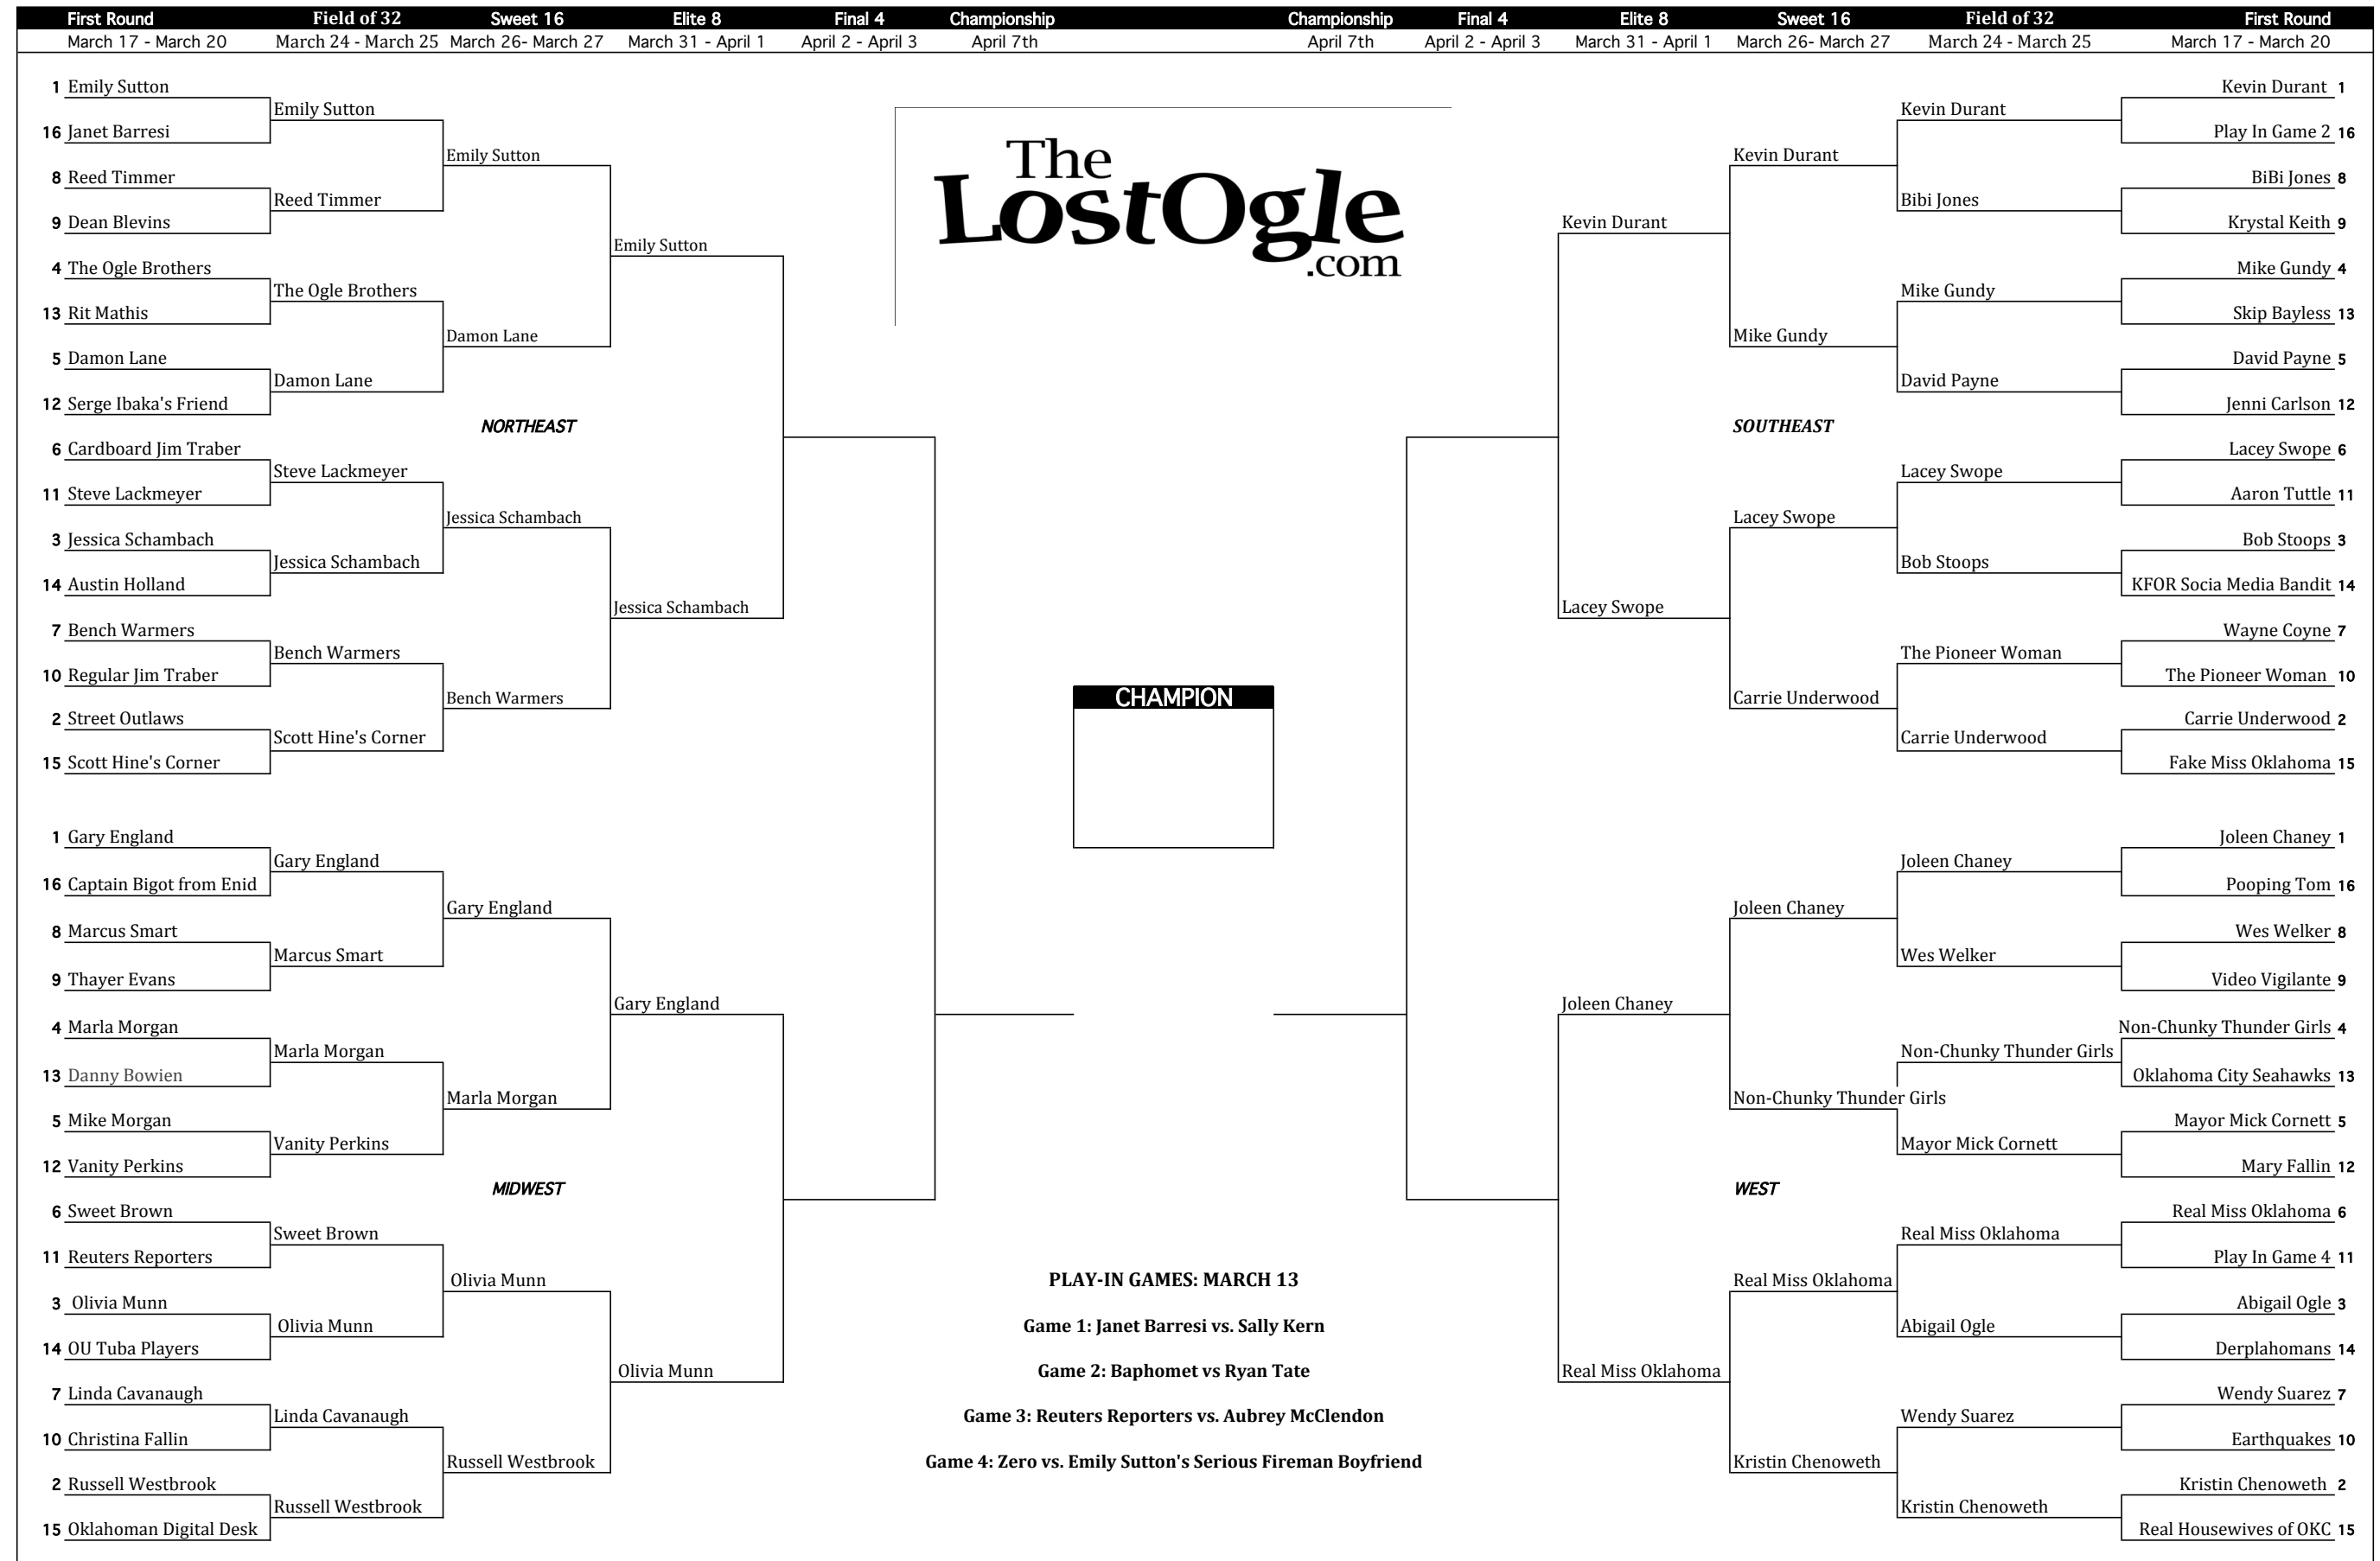 First Round Field of 32 Sweet 16 Elite 8 Final 4 Championship Championship Final 4 Elite 8 Sweet 16 Field of 32 First Round
March 17 - March 20 March 24 - March 25 March 26- March 27 March 31 - April 1 April 2 - April 3 April 7th April 7th April 2 - April 3 March 31 - April 1 March 26- March 27 March 24 - March 25 March 17 - March 20
The
LostOgle
.com
1 Emily Sutton
16 Janet Barresi
8 Reed Timmer
9 Dean Blevins
4 The Ogle Brothers
13 Rit Mathis
5 Damon Lane
12 Serge Ibaka's Friend
6 Cardboard Jim Traber
11 Steve Lackmeyer
3 Jessica Schambach
14 Austin Holland
7 Bench Warmers
10 Regular Jim Traber
2 Street Outlaws
15 Scott Hine's Corner
Emily Sutton
Reed Timmer
The Ogle Brothers
Damon Lane
Steve Lackmeyer
Jessica Schambach
Bench Warmers
Scott Hine's Corner
Emily Sutton
Damon Lane
NORTHEAST
Jessica Schambach
Bench Warmers
Emily Sutton
Jessica Schambach
1 Gary England
16 Captain Bigot from Enid
8 Marcus Smart
9 Thayer Evans
4 Marla Morgan
13 Danny Bowien
5 Mike Morgan
12 Vanity Perkins
6 Sweet Brown
11 Reuters Reporters
3 Olivia Munn
14 OU Tuba Players
7 Linda Cavanaugh
10 Christina Fallin
2 Russell Westbrook
15 Oklahoman Digital Desk
Gary England
Marcus Smart
Marla Morgan
Vanity Perkins
Sweet Brown
Olivia Munn
Linda Cavanaugh
Russell Westbrook
Gary England
Marla Morgan
MIDWEST
Olivia Munn
Russell Westbrook
Gary England
Olivia Munn
CHAMPION
PLAY-IN GAMES: MARCH 13
Game 1: Janet Barresi vs. Sally Kern
Game 2: Baphomet vs Ryan Tate
Game 3: Reuters Reporters vs. Aubrey McClendon
Game 4: Zero vs. Emily Sutton's Serious Fireman Boyfriend
Kevin Durant
Lacey Swope
Kevin Durant
Mike Gundy
SOUTHEAST
Lacey Swope
Carrie Underwood
Kevin Durant
Bibi Jones
Mike Gundy
David Payne
Lacey Swope
Bob Stoops
The Pioneer Woman
Carrie Underwood
Kevin Durant 1
Play In Game 2 16
BiBi Jones 8
Krystal Keith 9
Mike Gundy 4
Skip Bayless 13
David Payne 5
Jenni Carlson 12
Lacey Swope 6
Aaron Tuttle 11
Bob Stoops 3
KFOR Socia Media Bandit 14
Wayne Coyne 7
The Pioneer Woman 10
Carrie Underwood 2
Fake Miss Oklahoma 15
Joleen Chaney
Real Miss Oklahoma
Joleen Chaney
Non-Chunky Thunder Girls
WEST
Real Miss Oklahoma
Kristin Chenoweth
Joleen Chaney
Wes Welker
Non-Chunky Thunder Girls
Mayor Mick Cornett
Real Miss Oklahoma
Abigail Ogle
Wendy Suarez
Kristin Chenoweth
Joleen Chaney 1
Pooping Tom 16
Wes Welker 8
Video Vigilante 9
Non-Chunky Thunder Girls 4
Oklahoma City Seahawks 13
Mayor Mick Cornett 5
Mary Fallin 12
Real Miss Oklahoma 6
Play In Game 4 11
Abigail Ogle 3
Derplahomans 14
Wendy Suarez 7
Earthquakes 10
Kristin Chenoweth 2
Real Housewives of OKC 15